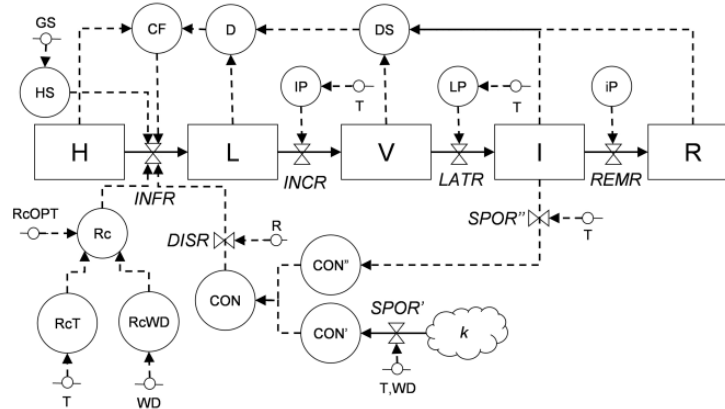 GS
CF
D
DS
HS
IP
T
LP
T
iP
H
L
V
I
R
INFR
INCR
LATR
REMR
RcOPT
Rc
DISR
R
SPOR''
T
CON
CON''
CON'
SPOR'
k
RcT
RcWD
T
WD
T,WD